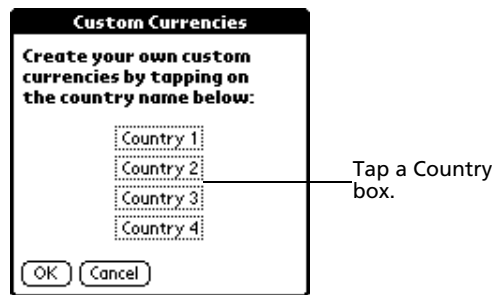 Custom Currencies
Create your own custom
currencies by tapping on
the country name below:
Country 1
Country 2
Country 3
Country 4
Tap a Country
box.
OK
Cancel